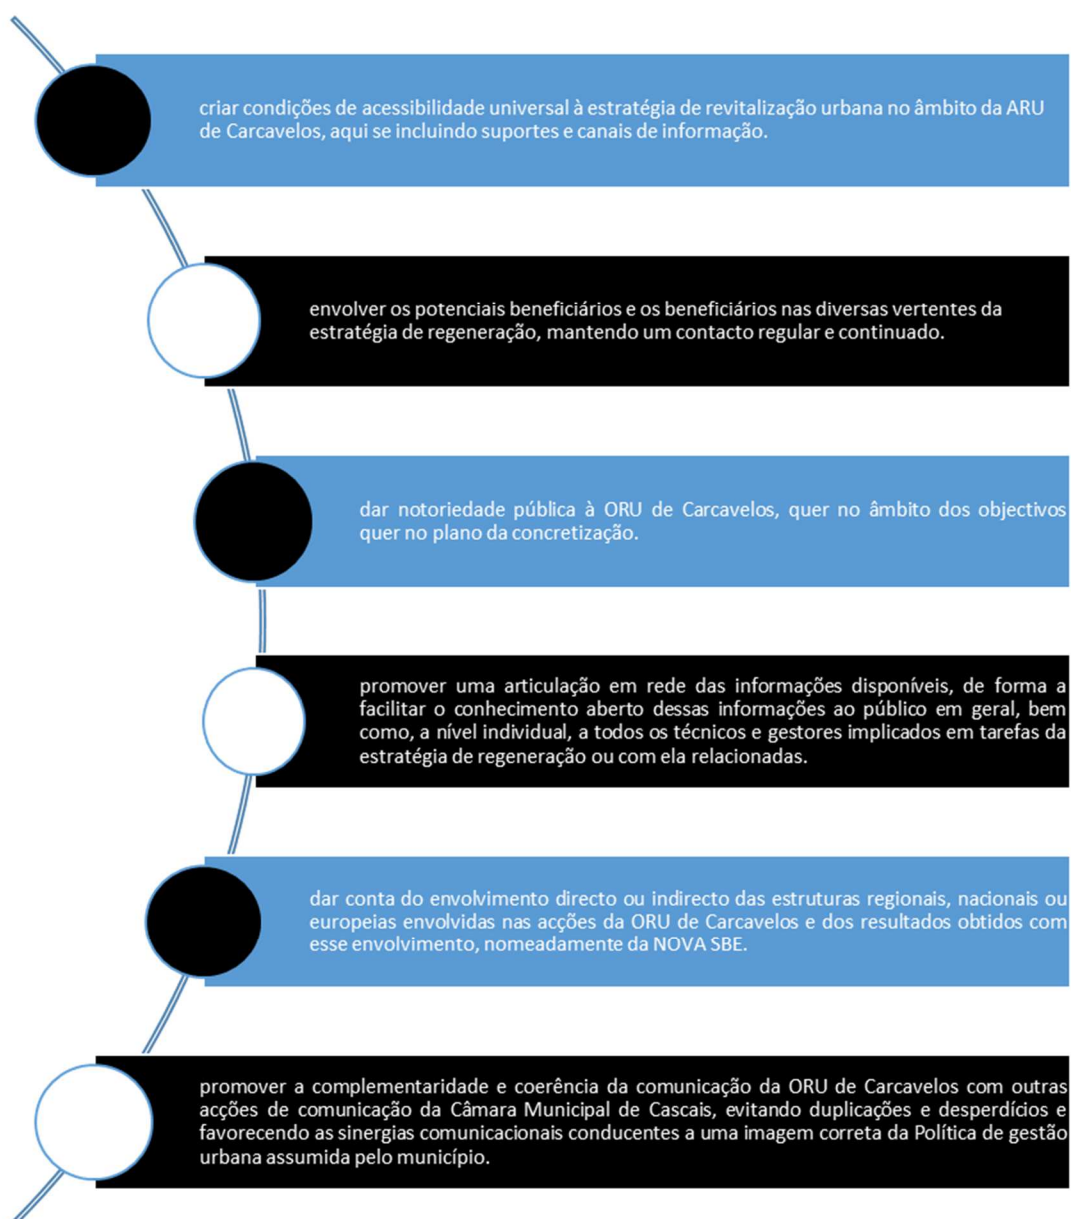 criar condições de acessibilidade universal à estratégia de revitalização urbana no âmbito da ARU
de Carcavelos, aqui se incluindo suportes e canais de informação.
envolver os potenciais beneficiários e os beneficiários nas diversas vertentes da
estratégia de regeneração, mantendo um contacto regular e continuado.
dar notoriedade pública à ORU de Carcavelos, quer no âmbito dos objectivos
quer no plano da concretização.
promover uma articulação em rede das informações disponíveis, de forma a
facilitar o conhecimento aberto dessas informações ao público em geral, bem
como, a nível individual, a todos os técnicos e gestores implicados em tarefas da
estratégia de regeneração ou com ela relacionadas.
dar conta do envolvimento directo ou indirecto das estruturas regionais, nacionais ou
europeias envolvidas nas acções da ORU de Carcavelos e dos resultados obtidos com
esse envolvimento, nomeadamente da NOVA SBE.
promover a complementaridade e coerência da comunicação da ORU de Carcavelos com outras
acções de comunicação da Câmara Municipal de Cascais, evitando duplicações e desperdícios e
favorecendo as sinergias comunicacionais conducentes a uma imagem correta da Política de gestão
urbana assumida pelo município.